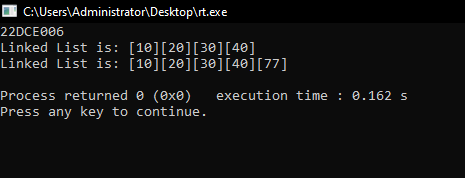 C:\Users\Administrator\Desktop\rt.exe
22DCE006
Linked List is: [10][20][30][40]
Linked List is: [10][20][30][40][77]
Process returned 0 (0x0)   execution time : 0.162 s
Press any key to continue.